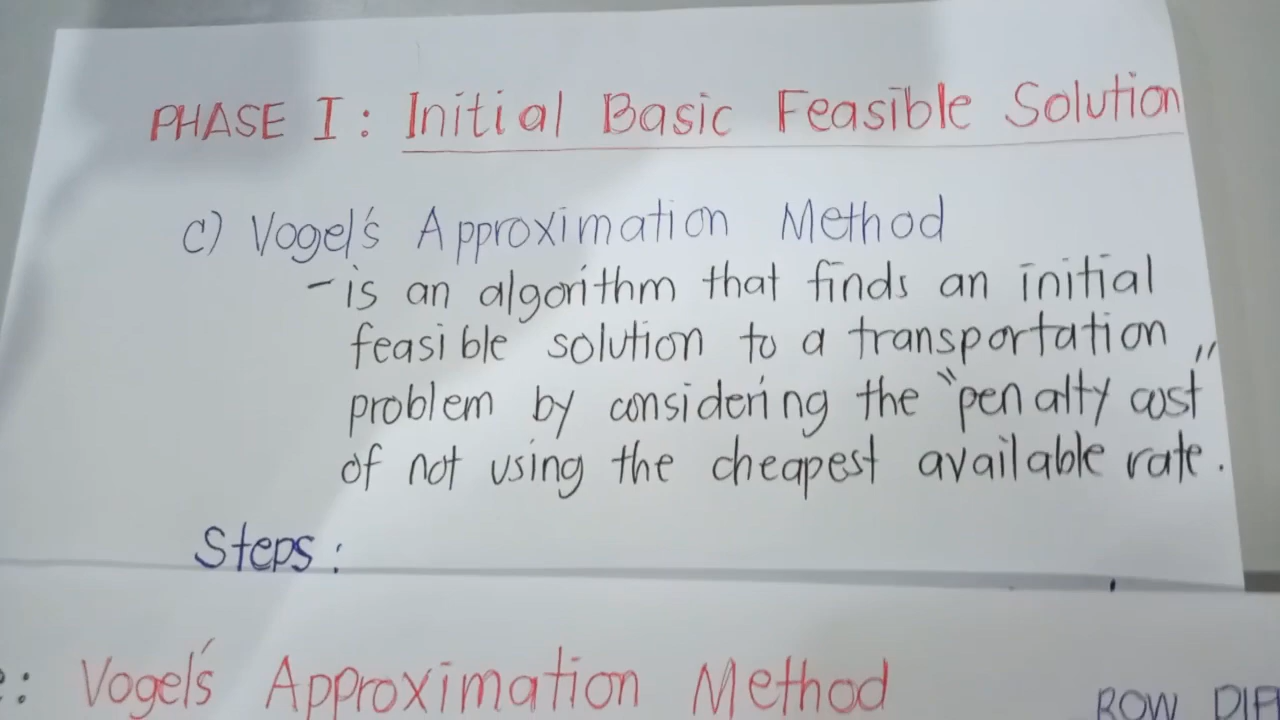 PHASE I: Initial Basic Feasible Solution
c) Vogel's Approximation Method
- is an algorithm that finds an initial
feasible solution to a transportation
problem by considering the "penalty cost"
of not using the cheapest available rate.
Steps:
: Vogel's Approximation Method
ROW